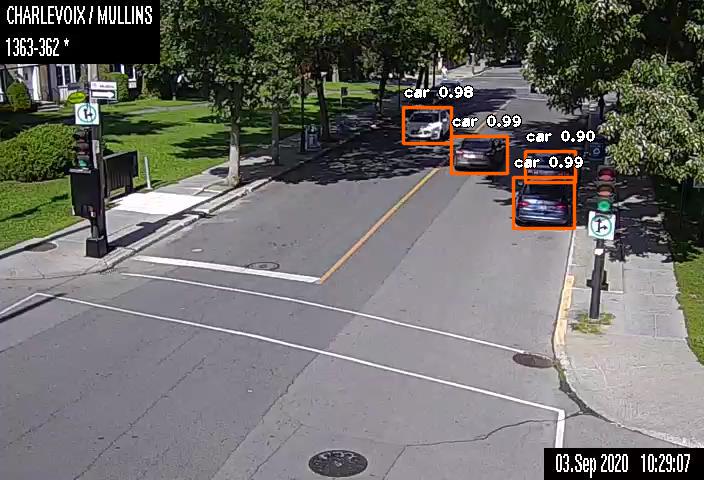 CHARLEVOIX / MULLINS
1363-362 *
car 0.98
car 0.99
car 0.90
car 0.99
03.Sep 2020 10:29:07